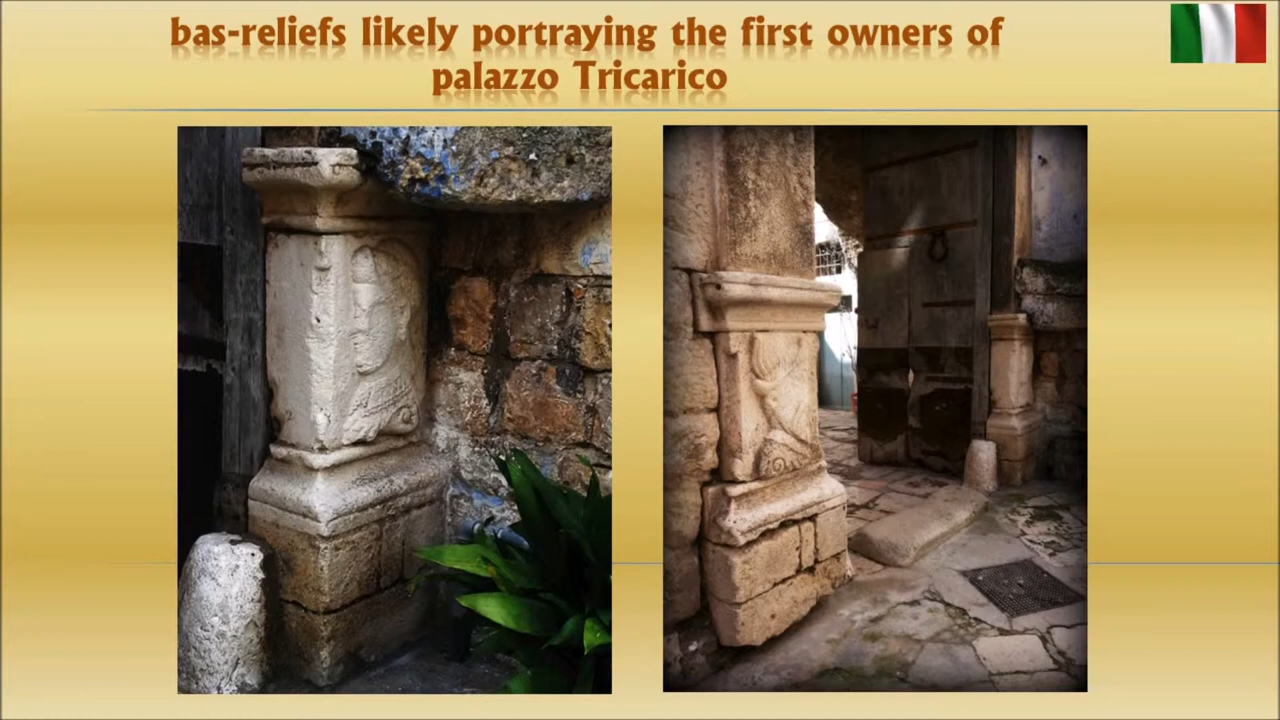 bas-reliefs likely portraying the first owners of
palazzo Tricarico